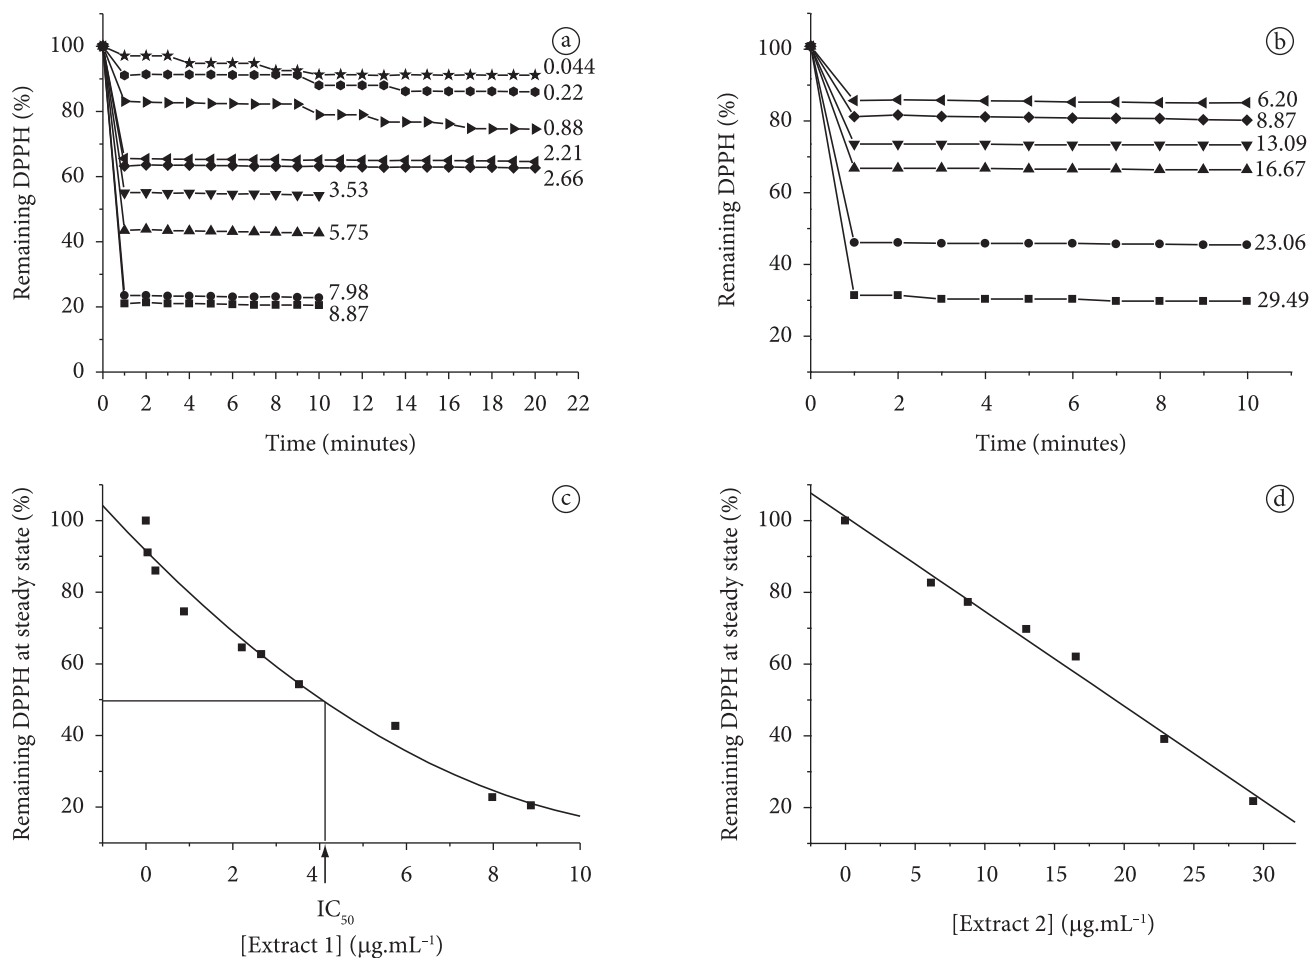 a
Remaining DPPH (%)
100
80
60
40
20
0
0.044
0.22
0.88
2.21
2.66
3.53
5.75
7.98
8.87
0 2 4 6 8 10 12 14 16 18 20 22
Time (minutes)
b
Remaining DPPH (%)
100
80
60
40
20
6.20
8.87
13.09
16.67
23.06
29.49
0 2 4 6 8 10
Time (minutes)
c
Remaining DPPH at steady state (%)
100
80
60
40
20
0 2 4 6 8 10
IC₅₀
[Extract 1] (µg.mL⁻¹)
d
Remaining DPPH at steady state (%)
100
80
60
40
20
0 5 10 15 20 25 30
[Extract 2] (µg.mL⁻¹)